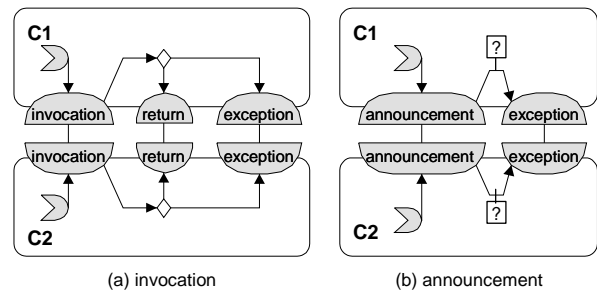 C1
invocation
return
exception
invocation
return
exception
C2
(a) invocation
C1
?
announcement
exception
announcement
exception
?
C2
(b) announcement